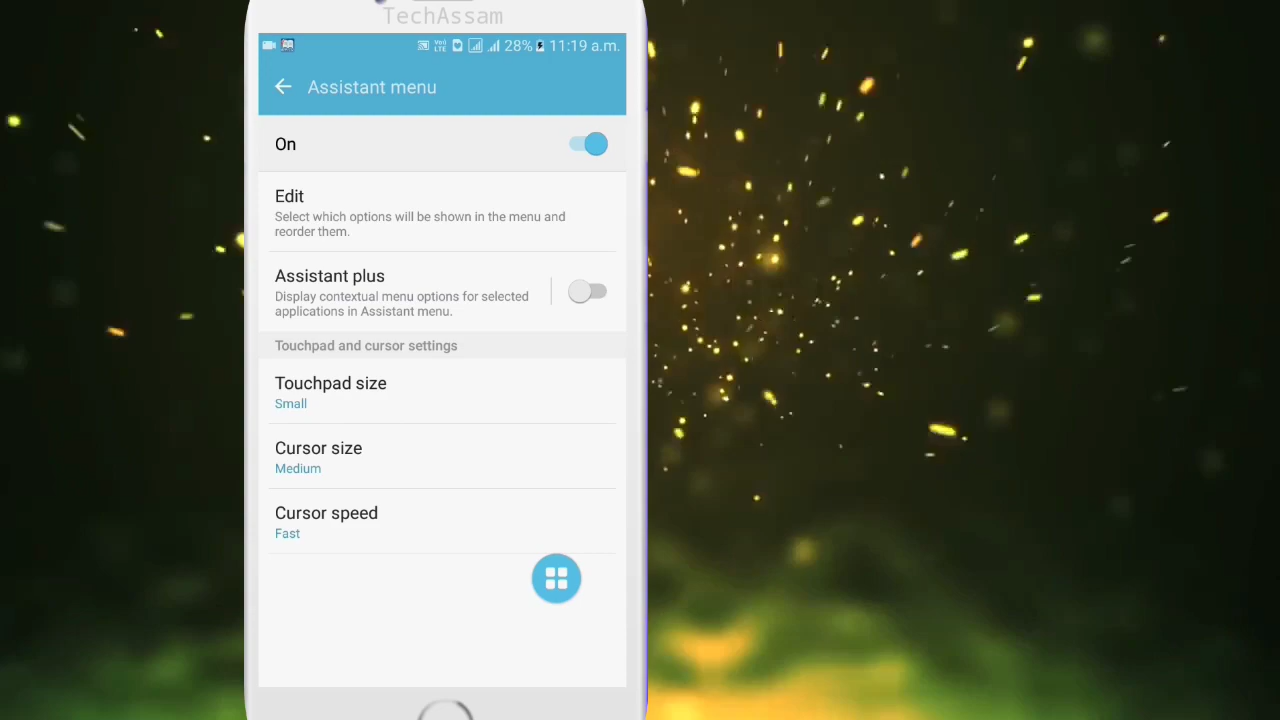 TechAssam
VoLTE 28% 11:19 a.m.
Assistant menu
On
Edit
Select which options will be shown in the menu and
reorder them.
Assistant plus
Display contextual menu options for selected
applications in Assistant menu.
Touchpad and cursor settings
Touchpad size
Small
Cursor size
Medium
Cursor speed
Fast